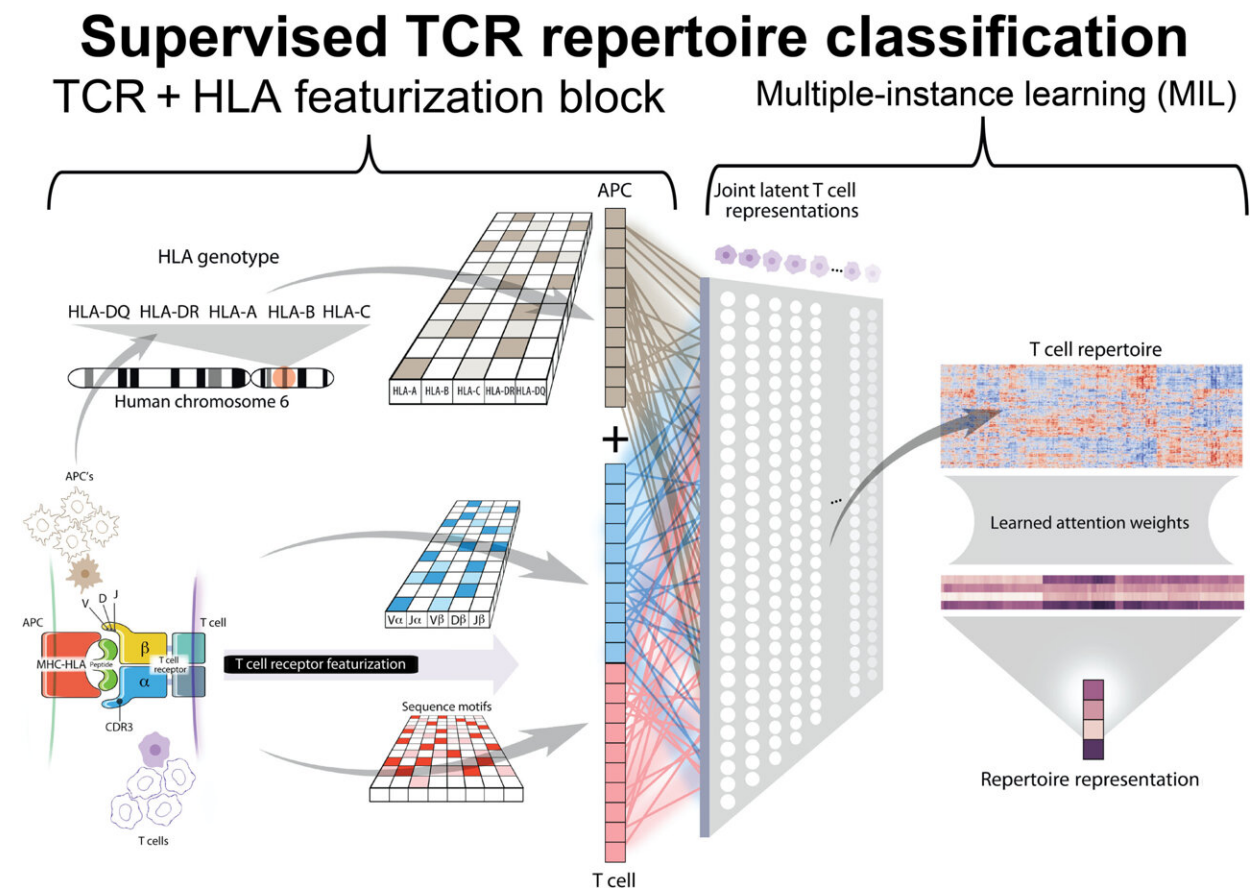 Supervised TCR repertoire classification
TCR + HLA featurization block
Multiple-instance learning (MIL)
APC
Joint latent T cell
representations
HLA genotype
HLA-DQ HLA-DR HLA-A HLA-B HLA-C
Human chromosome 6
HLA-A HLA-B HLA-C HLA-DR HLA-DQ
...
T cell repertoire
+
APC's
...
Learned attention weights
V D J
APC
T cell
β
MHC-HLA
Peptide
T cell
receptor
α
CDR3
Vα Jα Vβ Dβ Jβ
T cell receptor featurization
Sequence motifs
Repertoire representation
T cells
T cell